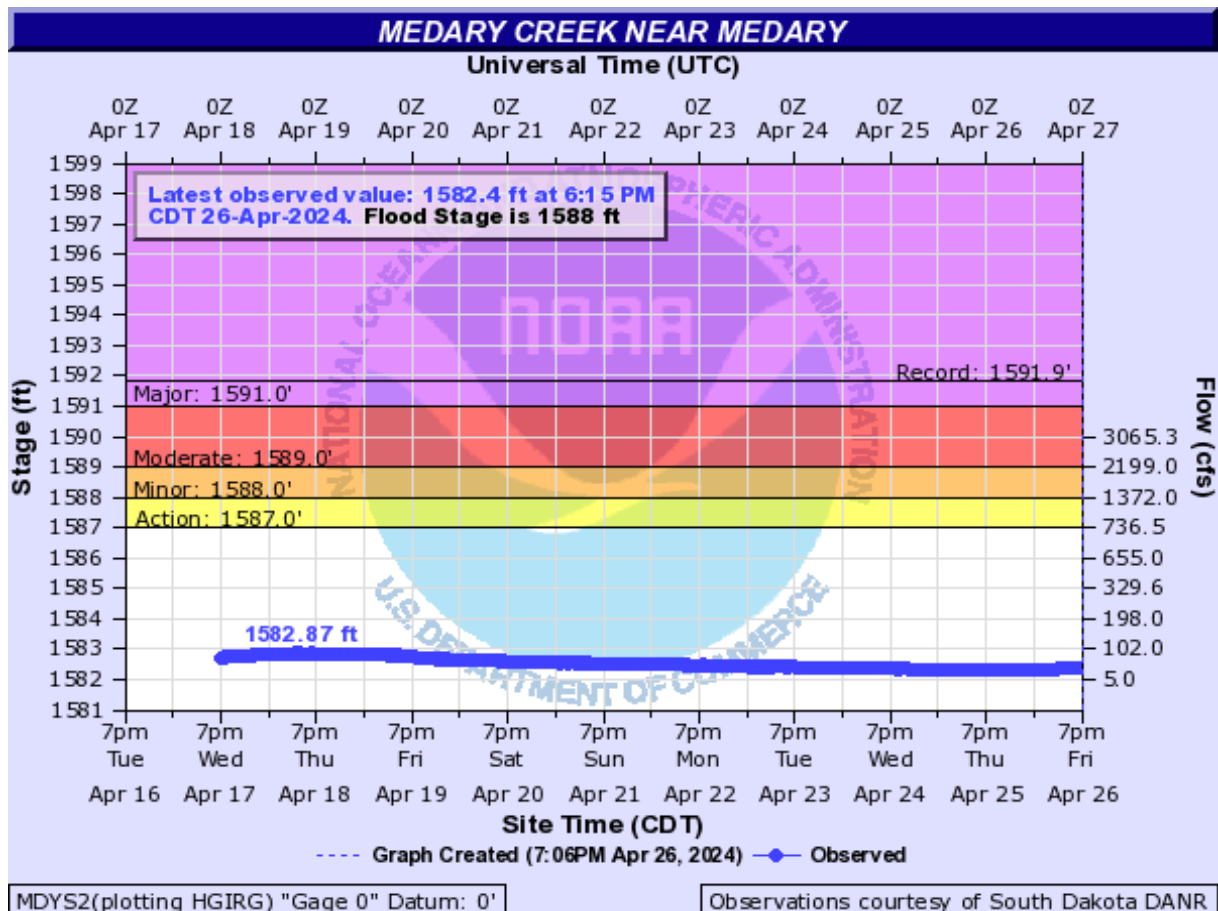 MEDARY CREEK NEAR MEDARY
Universal Time (UTC)
0Z 0Z 0Z 0Z 0Z 0Z 0Z 0Z 0Z 0Z 0Z
Apr 17 Apr 18 Apr 19 Apr 20 Apr 21 Apr 22 Apr 23 Apr 24 Apr 25 Apr 26 Apr 27
Latest observed value: 1582.4 ft at 6:15 PM
CDT 26-Apr-2024. Flood Stage is 1588 ft
Stage (ft)
1599
1598
1597
1596
1595
1594
1593
1592
1591
1590
1589
1588
1587
1586
1585
1584
1583
1582
1581
NATIONAL OCEANIC AND ATMOSPHERIC ADMINISTRATION
NOAA
U.S. DEPARTMENT OF COMMERCE
Record: 1591.9'
Major: 1591.0'
Moderate: 1589.0'
Minor: 1588.0'
Action: 1587.0'
1582.87 ft
Flow (cfs)
3065.3
2199.0
1372.0
736.5
655.0
329.6
198.0
102.0
5.0
7pm 7pm 7pm 7pm 7pm 7pm 7pm 7pm 7pm 7pm 7pm
Tue Wed Thu Fri Sat Sun Mon Tue Wed Thu Fri
Apr 16 Apr 17 Apr 18 Apr 19 Apr 20 Apr 21 Apr 22 Apr 23 Apr 24 Apr 25 Apr 26
Site Time (CDT)
Graph Created (7:06PM Apr 26, 2024) Observed
MDYS2(plotting HGIRG) "Gage 0" Datum: 0'
Observations courtesy of South Dakota DANR